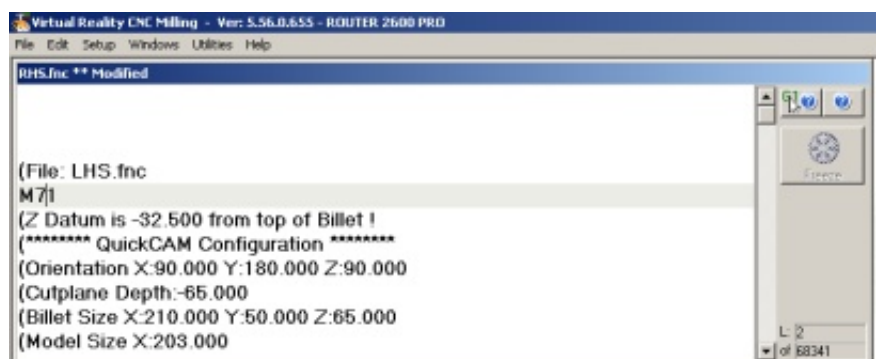 Virtual Reality CNC Milling - Ver: 5.56.0.655 - ROUTER 2600 PRO
File Edit Setup Windows Utilities Help
RHS.fnc ** Modified
(File: LHS.fnc
M71
(Z Datum is -32.500 from top of Billet !
(******** QuickCAM Configuration ********
(Orientation X:90.000 Y:180.000 Z:90.000
(Cutplane Depth:-65.000
(Billet Size X:210.000 Y:50.000 Z:65.000
(Model Size X:203.000
Freeze
L: 2
of 68341